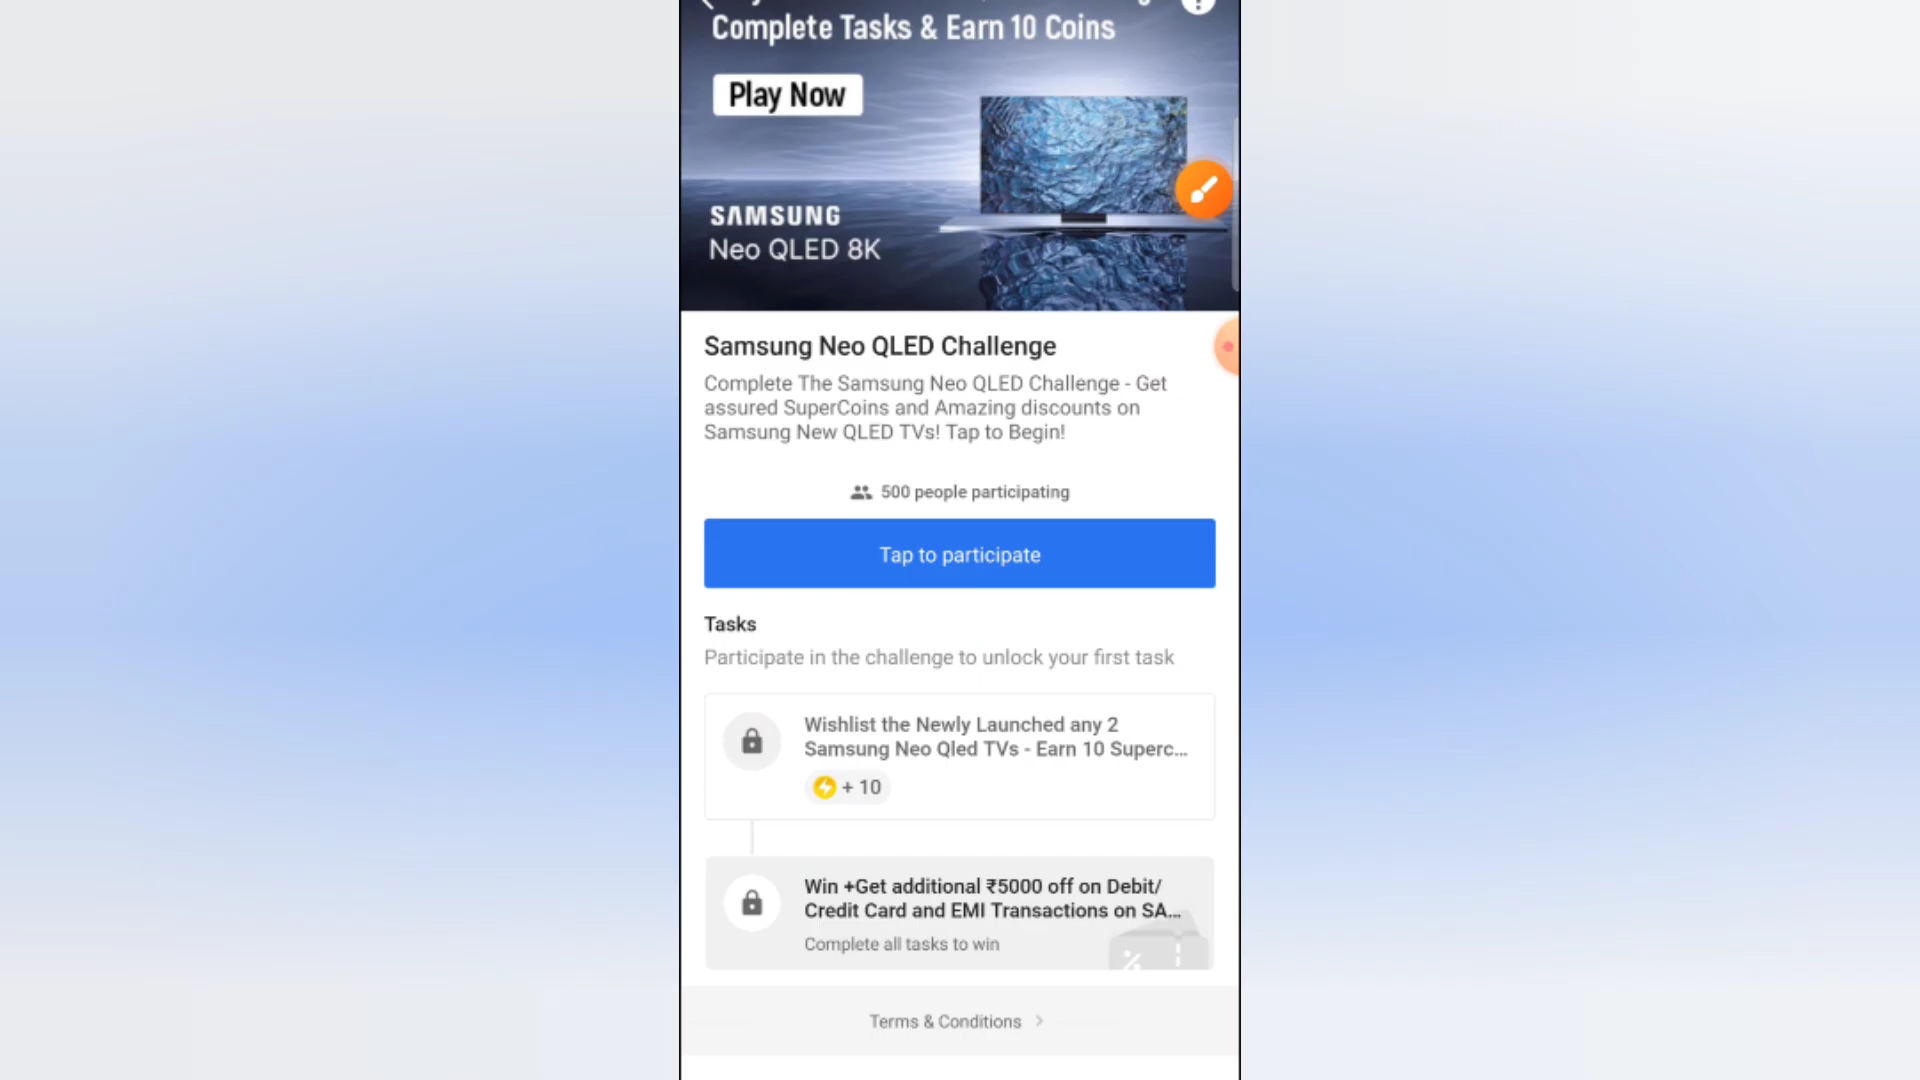 Complete Tasks & Earn 10 Coins
Play Now
SAMSUNG
Neo QLED 8K
Samsung Neo QLED Challenge
Complete The Samsung Neo QLED Challenge - Get
assured SuperCoins and Amazing discounts on
Samsung New QLED TVs! Tap to Begin!
500 people participating
Tap to participate
Tasks
Participate in the challenge to unlock your first task
Wishlist the Newly Launched any 2
Samsung Neo Qled TVs - Earn 10 Superc...
+ 10
Win +Get additional ₹5000 off on Debit/
Credit Card and EMI Transactions on SA...
Complete all tasks to win
Terms & Conditions